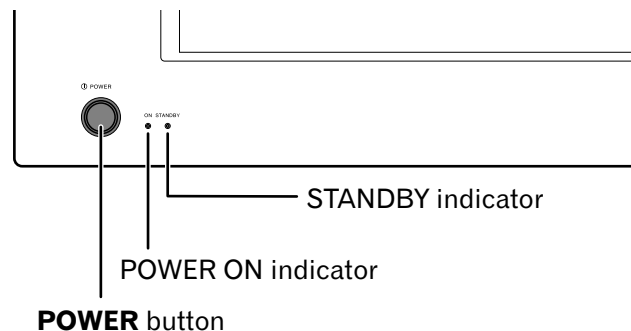 POWER
ON STANDBY
STANDBY indicator
POWER ON indicator
POWER button